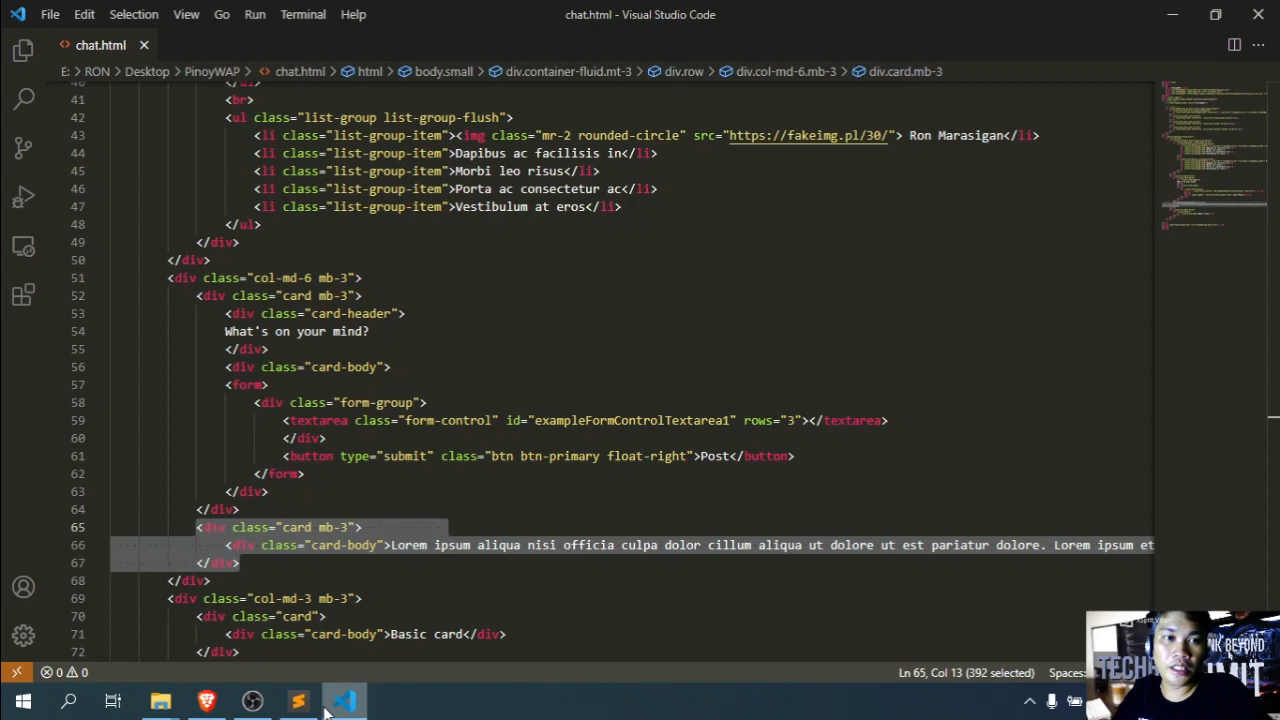 File Edit Selection View Go Run Terminal Help chat.html - Visual Studio Code
<> chat.html
E: > RON > Desktop > PinoyWAP > <> chat.html > html > body.small > div.container-fluid.mt-3 > div.row > div.col-md-6.mb-3 > div.card.mb-3
41 <br>
42 <ul class="list-group list-group-flush">
43 <li class="list-group-item"><img class="mr-2 rounded-circle" src="https://fakeimg.pl/30/"> Ron Marasigan</li>
44 <li class="list-group-item">Dapibus ac facilisis in</li>
45 <li class="list-group-item">Morbi leo risus</li>
46 <li class="list-group-item">Porta ac consectetur ac</li>
47 <li class="list-group-item">Vestibulum at eros</li>
48 </ul>
49 </div>
50 </div>
51 <div class="col-md-6 mb-3">
52 <div class="card mb-3">
53 <div class="card-header">
54 What's on your mind?
55 </div>
56 <div class="card-body">
57 <form>
58 <div class="form-group">
59 <textarea class="form-control" id="exampleFormControlTextarea1" rows="3"></textarea>
60 </div>
61 <button type="submit" class="btn btn-primary float-right">Post</button>
62 </form>
63 </div>
64 </div>
65 <div class="card mb-3">
66 <div class="card-body">Lorem ipsum aliqua nisi officia culpa dolor cillum aliqua ut dolore ut est pariatur dolore. Lorem ipsum et
67 </div>
68 </div>
69 <div class="col-md-3 mb-3">
70 <div class="card">
71 <div class="card-body">Basic card</div>
72 </div>
0 0 Ln 65, Col 13 (392 selected) Spaces: